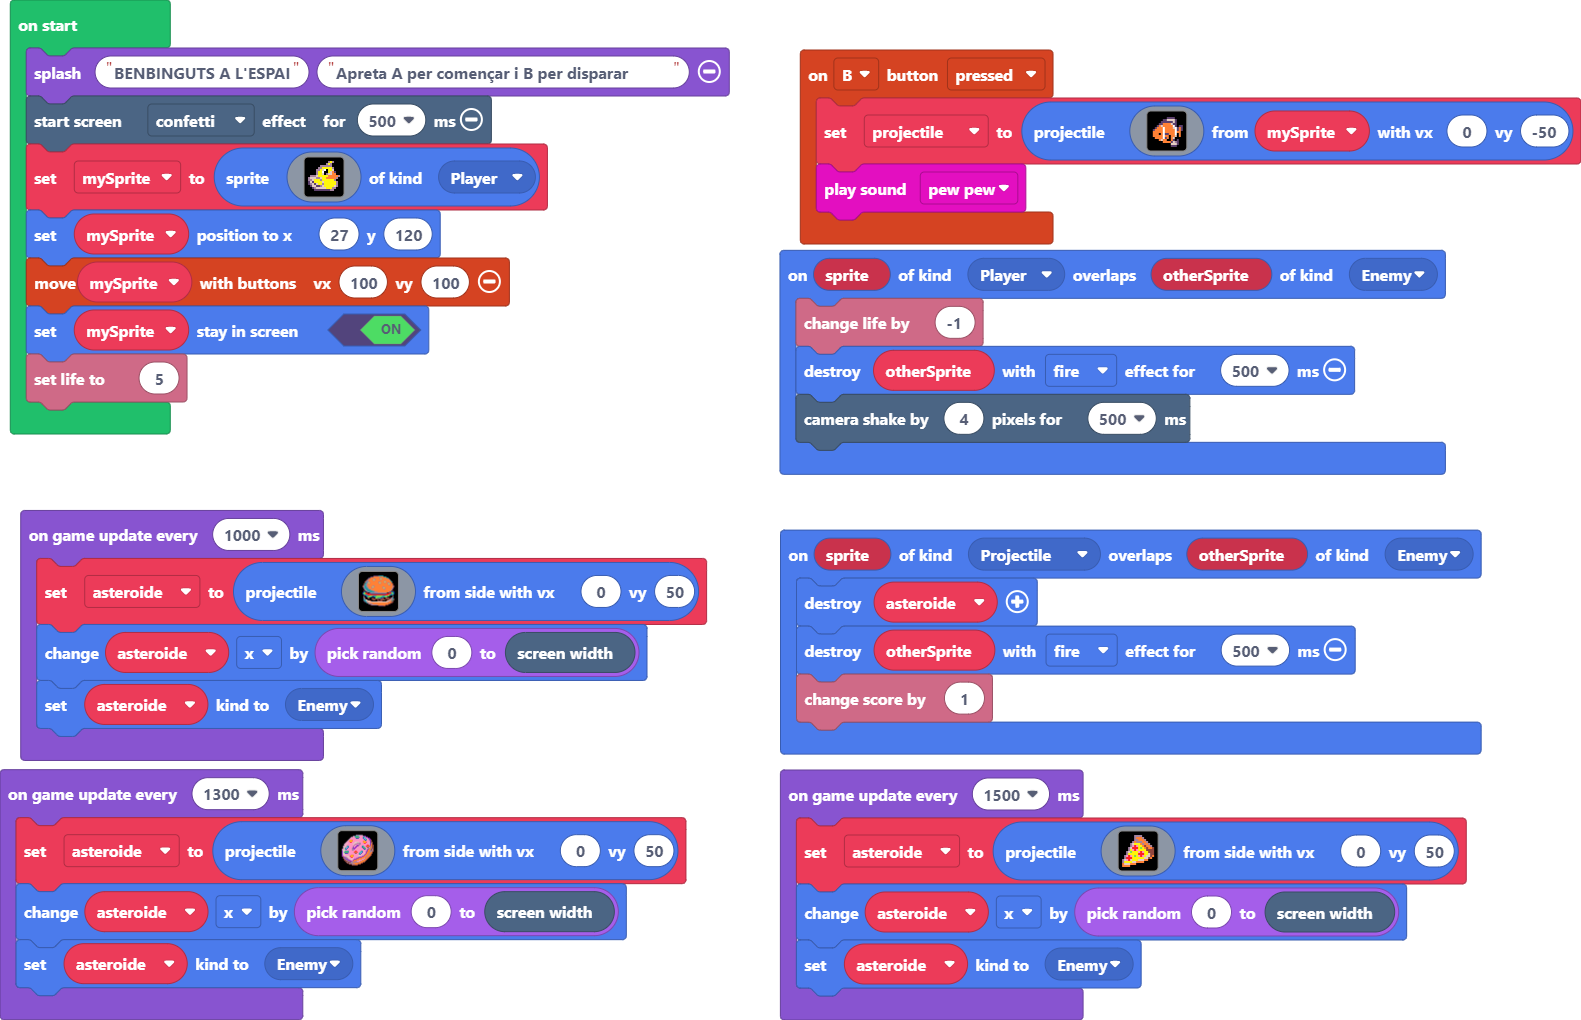 on start
splash "BENBINGUTS A L'ESPAI" "Apreta A per començar i B per disparar"
start screen confetti effect for 500 ms
set mySprite to sprite of kind Player
set mySprite position to x 27 y 120
move mySprite with buttons vx 100 vy 100
set mySprite stay in screen ON
set life to 5
on B button pressed
set projectile to projectile from mySprite with vx 0 vy -50
play sound pew pew
on sprite of kind Player overlaps otherSprite of kind Enemy
change life by -1
destroy otherSprite with fire effect for 500 ms
camera shake by 4 pixels for 500 ms
on game update every 1000 ms
set asteroide to projectile from side with vx 0 vy 50
change asteroide x by pick random 0 to screen width
set asteroide kind to Enemy
on sprite of kind Projectile overlaps otherSprite of kind Enemy
destroy asteroide
destroy otherSprite with fire effect for 500 ms
change score by 1
on game update every 1300 ms
set asteroide to projectile from side with vx 0 vy 50
change asteroide x by pick random 0 to screen width
set asteroide kind to Enemy
on game update every 1500 ms
set asteroide to projectile from side with vx 0 vy 50
change asteroide x by pick random 0 to screen width
set asteroide kind to Enemy